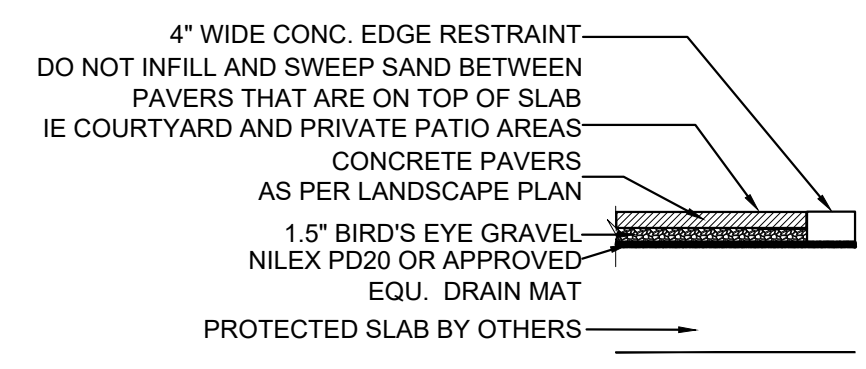 4" WIDE CONC. EDGE RESTRAINT
DO NOT INFILL AND SWEEP SAND BETWEEN
PAVERS THAT ARE ON TOP OF SLAB
IE COURTYARD AND PRIVATE PATIO AREAS
CONCRETE PAVERS
AS PER LANDSCAPE PLAN
1.5" BIRD'S EYE GRAVEL
NILEX PD20 OR APPROVED
EQU. DRAIN MAT
PROTECTED SLAB BY OTHERS